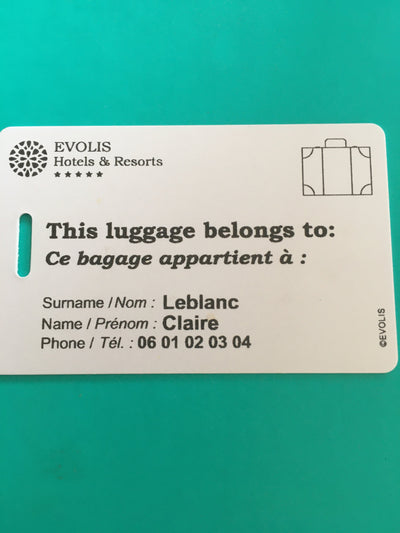 EVOLIS
Hotels & Resorts
This luggage belongs to:
Ce bagage appartient à :
Surname / Nom : Leblanc
Name / Prénom : Claire
Phone / Tél. : 06 01 02 03 04
©EVOLIS